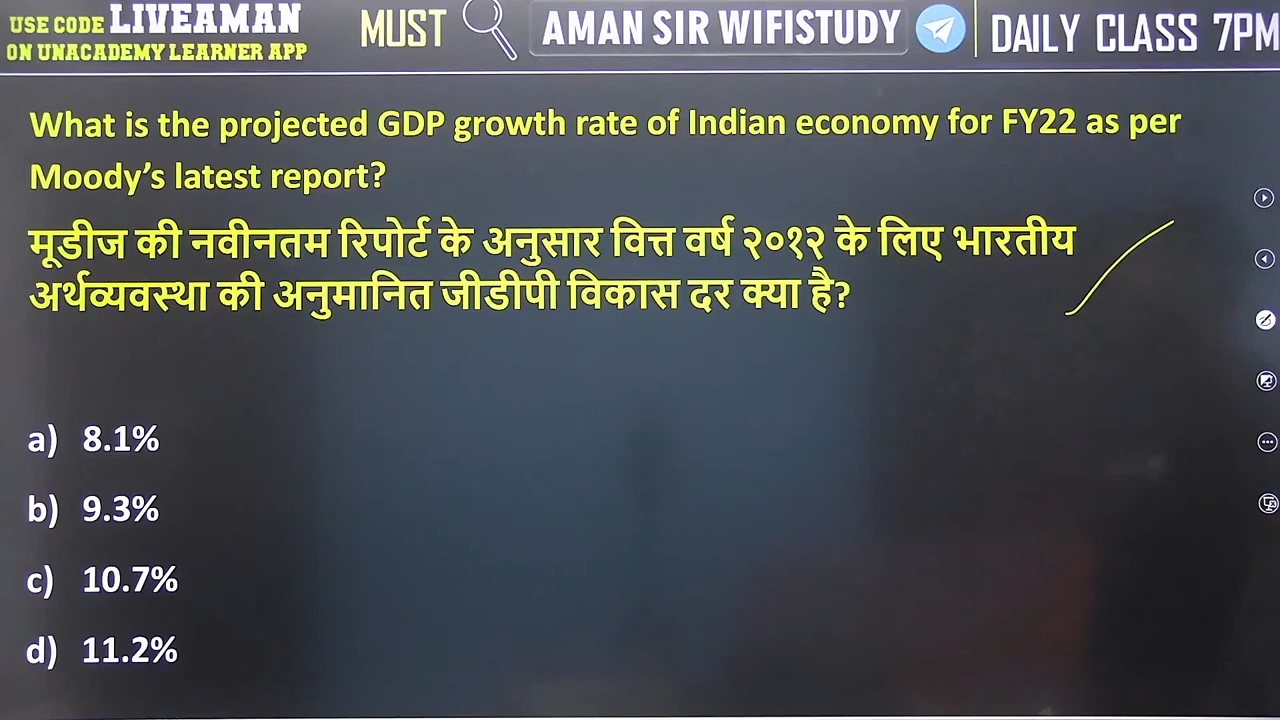 USE CODE LIVEAMAN
ON UNACADEMY LEARNER APP
MUST
AMAN SIR WIFISTUDY
DAILY CLASS 7PM
What is the projected GDP growth rate of Indian economy for FY22 as per
Moody's latest report?
मूडीज की नवीनतम रिपोर्ट के अनुसार वित्त वर्ष २०१२ के लिए भारतीय
अर्थव्यवस्था की अनुमानित जीडीपी विकास दर क्या है?
a) 8.1%
b) 9.3%
c) 10.7%
d) 11.2%